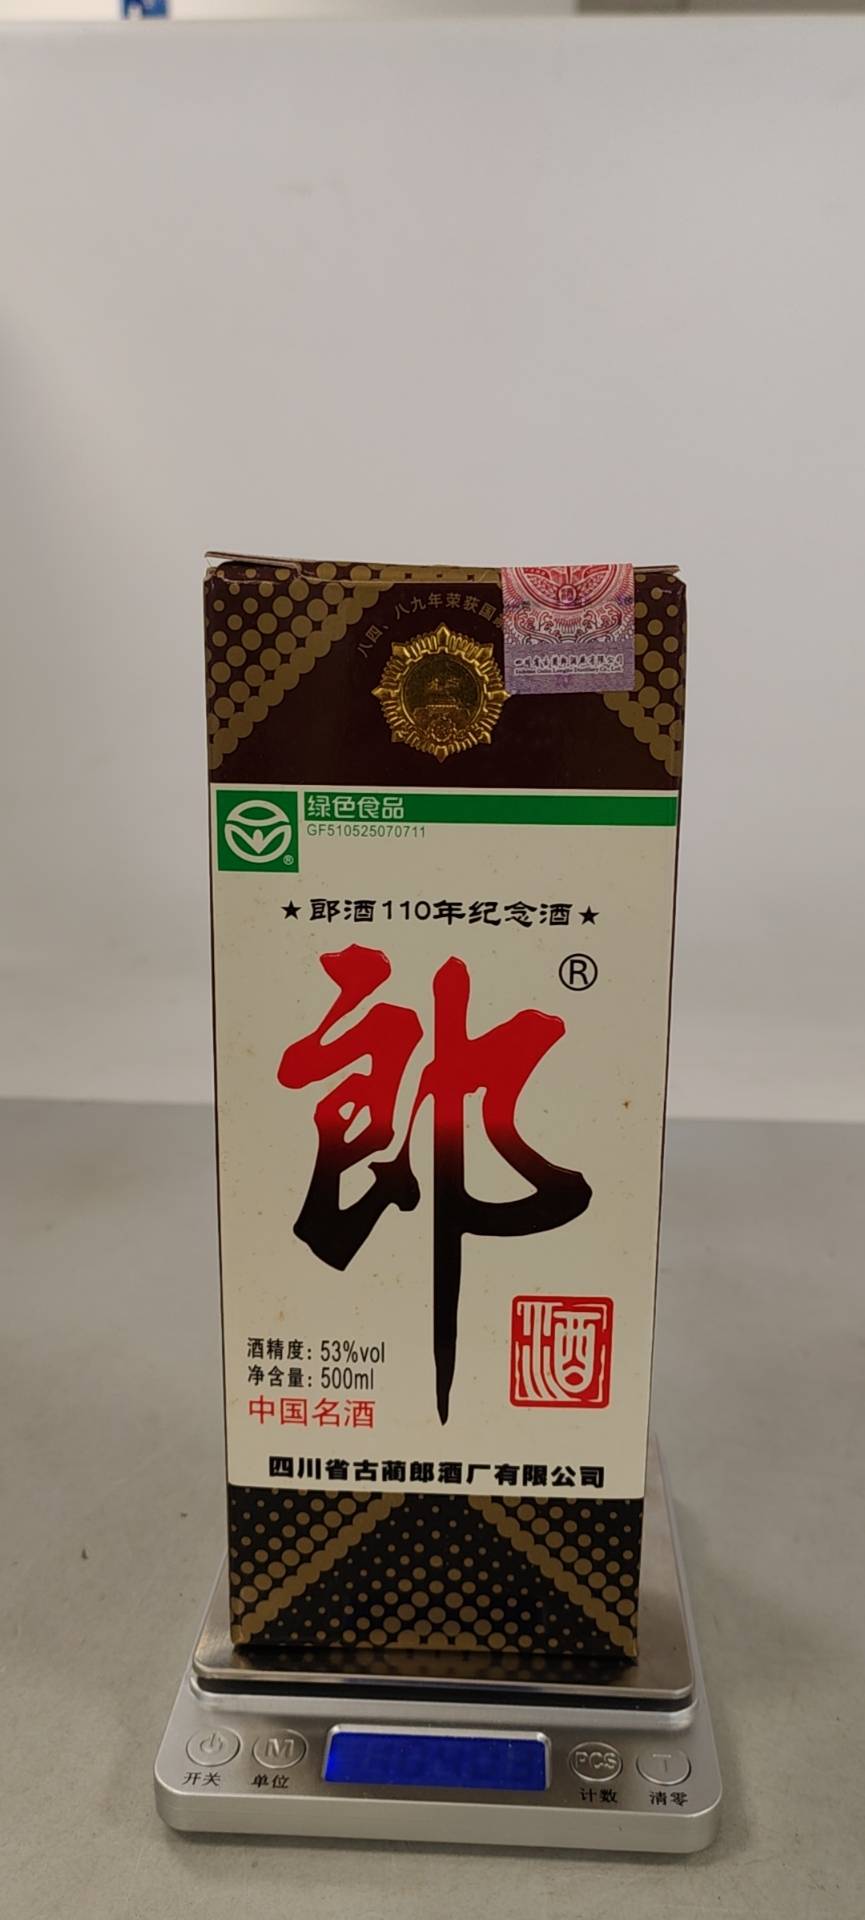 八四、八九年荣获国
绿色食品
GF510525070711
®
★郎酒110年纪念酒★
郎®
酒
酒精度：53%vol
净含量：500ml
中国名酒
四川省古蔺郎酒厂有限公司
M
PCS
T
开关
单位
计数
清零